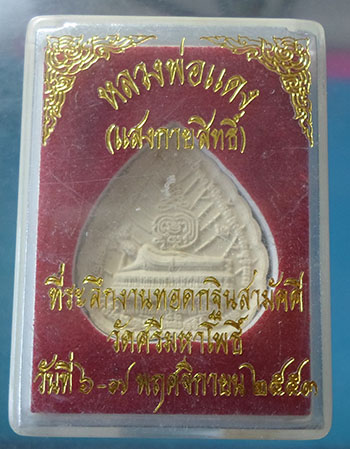 หลวงพ่อแดง
(แสงกายสิทธิ์)
ที่ระลึกงานทอดกฐินสามัคคี
วัดศรีมหาโพธิ์
วันที่ ๖-๗ พฤศจิกายน ๒๕๕๓